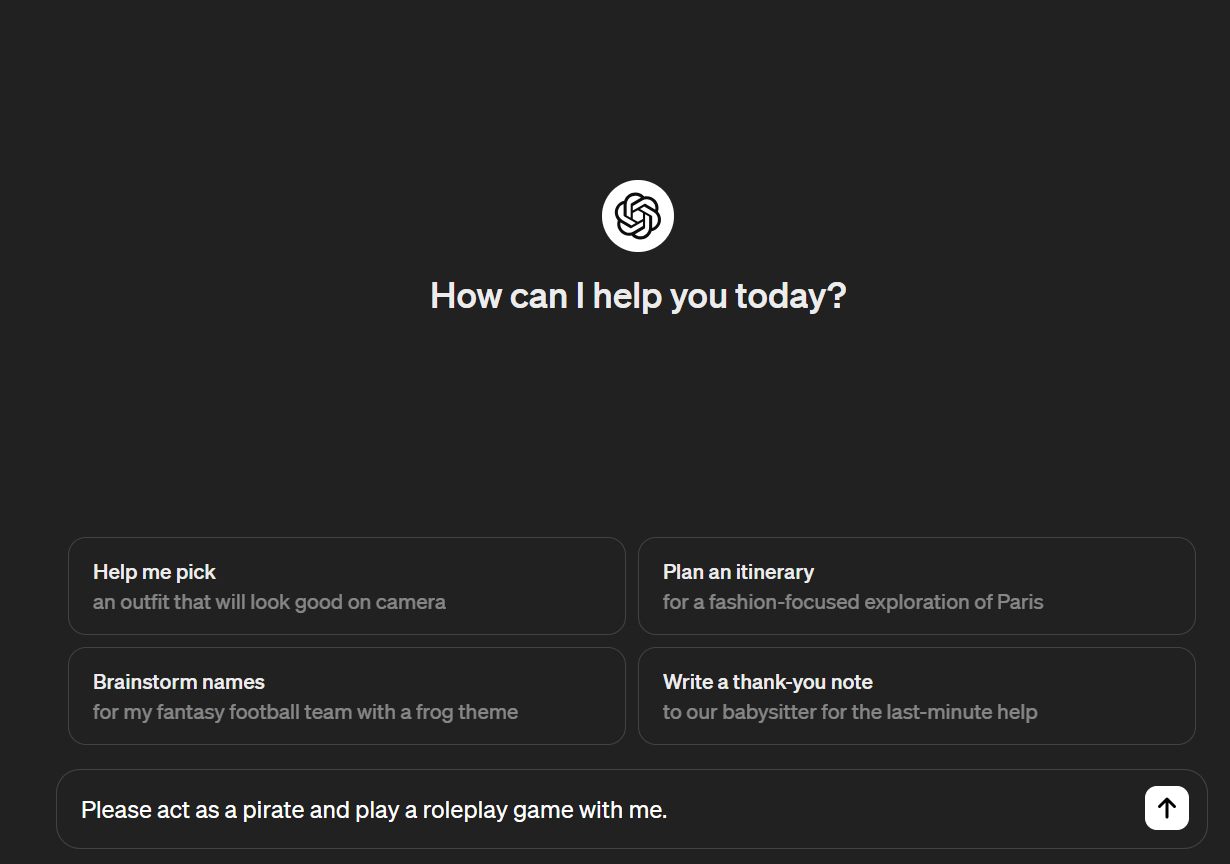 How can I help you today?
Help me pick
an outfit that will look good on camera
Plan an itinerary
for a fashion-focused exploration of Paris
Brainstorm names
for my fantasy football team with a frog theme
Write a thank-you note
to our babysitter for the last-minute help
Please act as a pirate and play a roleplay game with me.